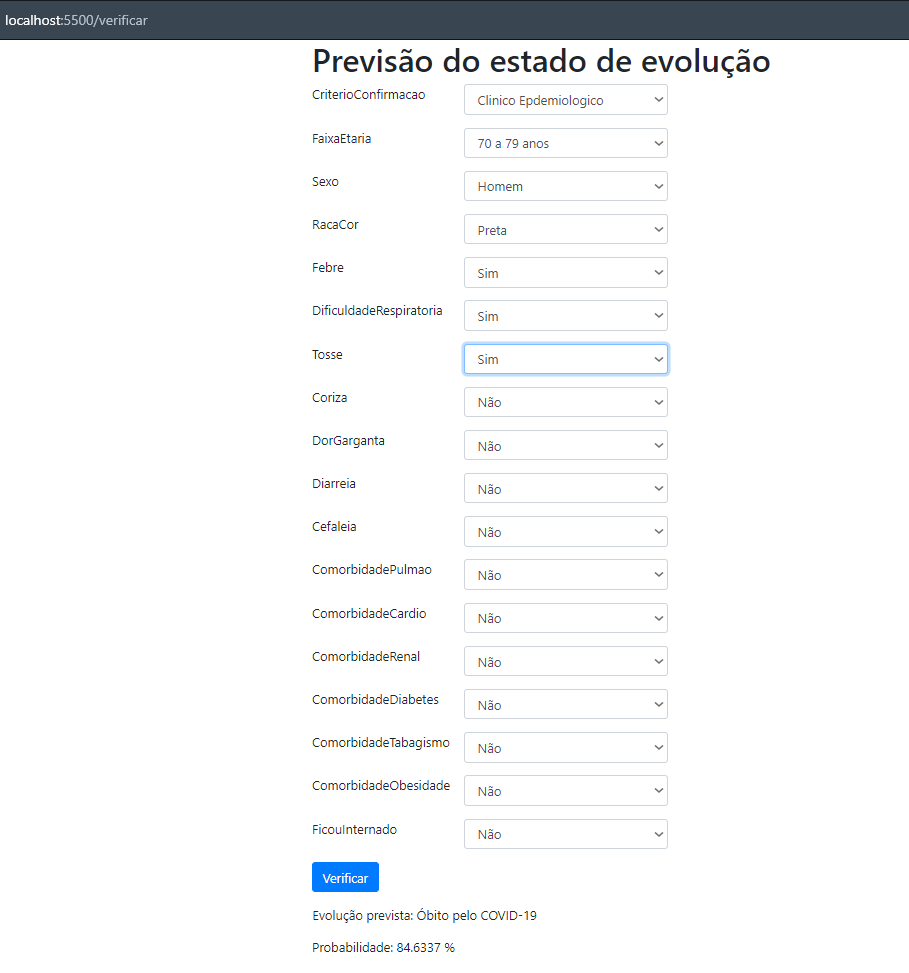 localhost:5500/verificar
Previsão do estado de evolução
CriterioConfirmacao Clinico Epidemiologico
FaixaEtaria 70 a 79 anos
Sexo Homem
RacaCor Preta
Febre Sim
DificuldadeRespiratoria Sim
Tosse Sim
Coriza Não
DorGarganta Não
Diarreia Não
Cefaleia Não
ComorbidadePulmao Não
ComorbidadeCardio Não
ComorbidadeRenal Não
ComorbidadeDiabetes Não
ComorbidadeTabagismo Não
ComorbidadeObesidade Não
FicouInternado Não
Verificar
Evolução prevista: Óbito pelo COVID-19
Probabilidade: 84.6337 %